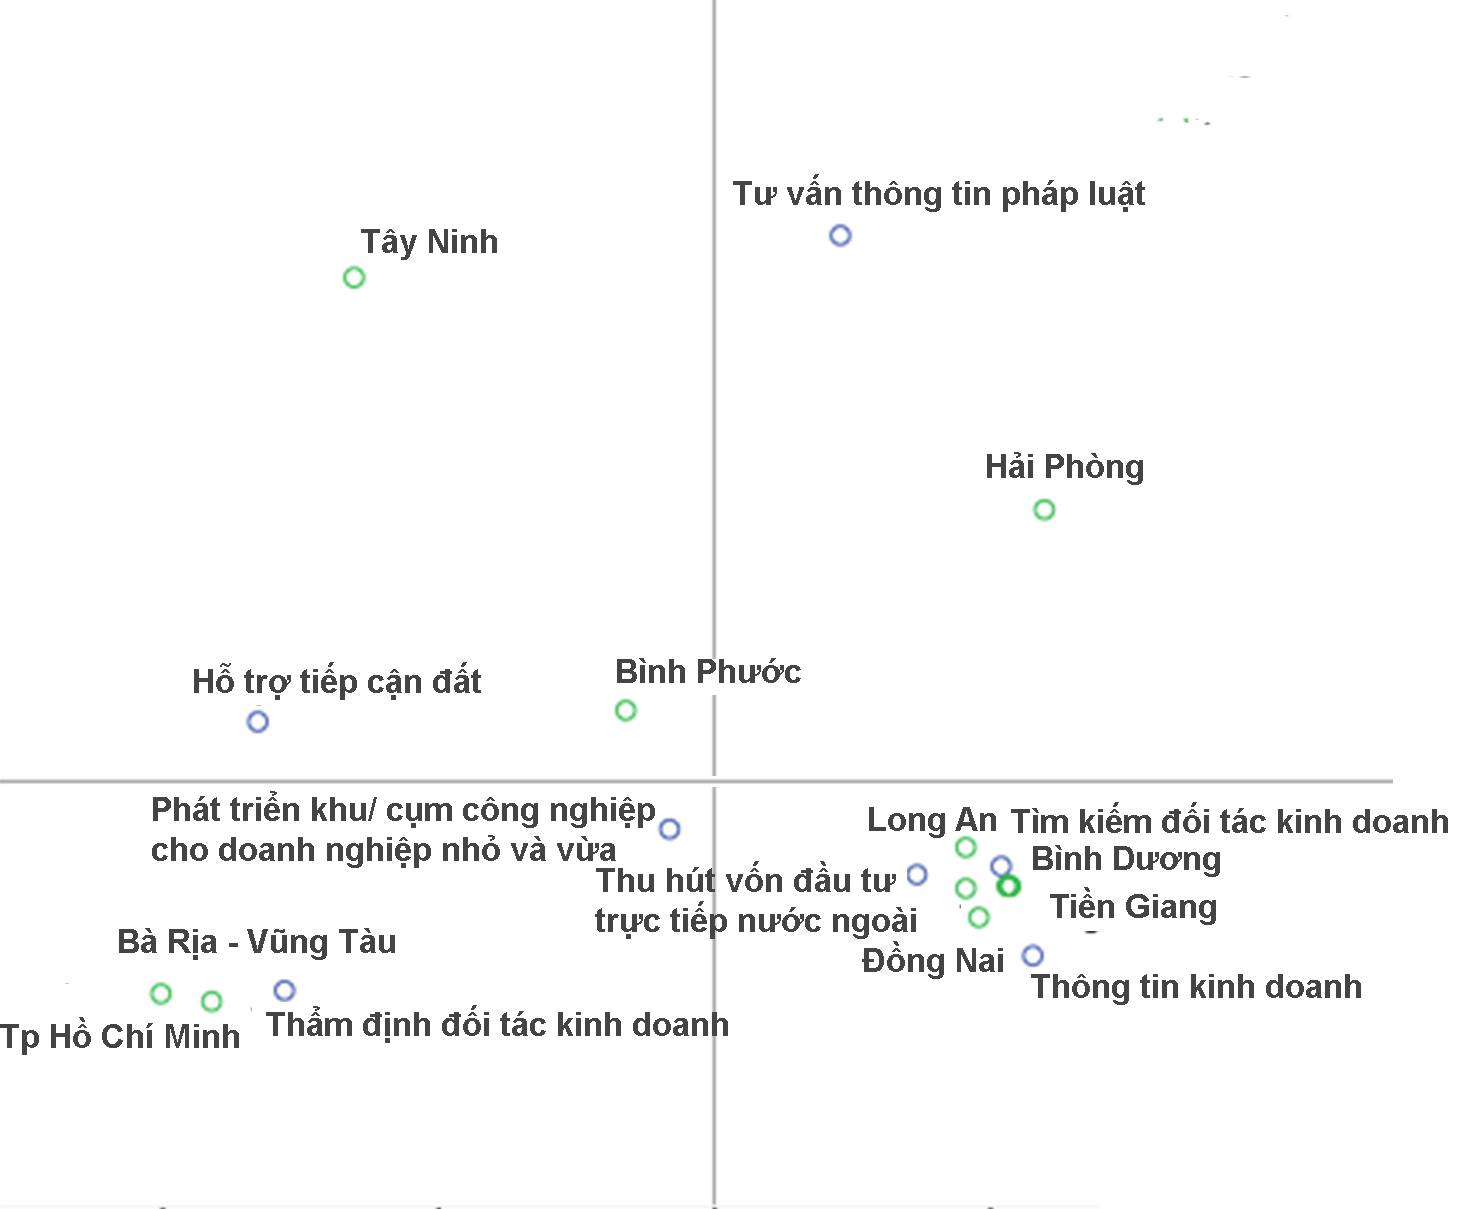 Tư vấn thông tin pháp luật
Tây Ninh
Hải Phòng
Bình Phước
Hỗ trợ tiếp cận đất
Phát triển khu/ cụm công nghiệp
cho doanh nghiệp nhỏ và vừa
Long An
Tìm kiếm đối tác kinh doanh
Bình Dương
Thu hút vốn đầu tư
trực tiếp nước ngoài
Tiền Giang
Đồng Nai
Thông tin kinh doanh
Bà Rịa - Vũng Tàu
Tp Hồ Chí Minh
Thẩm định đối tác kinh doanh